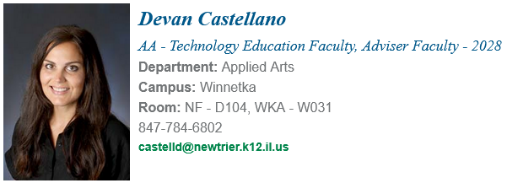 Devan Castellano
AA - Technology Education Faculty, Adviser Faculty - 2028
Department: Applied Arts
Campus: Winnetka
Room: NF - D104, WKA - W031
847-784-6802
castelld@newtrier.k12.il.us